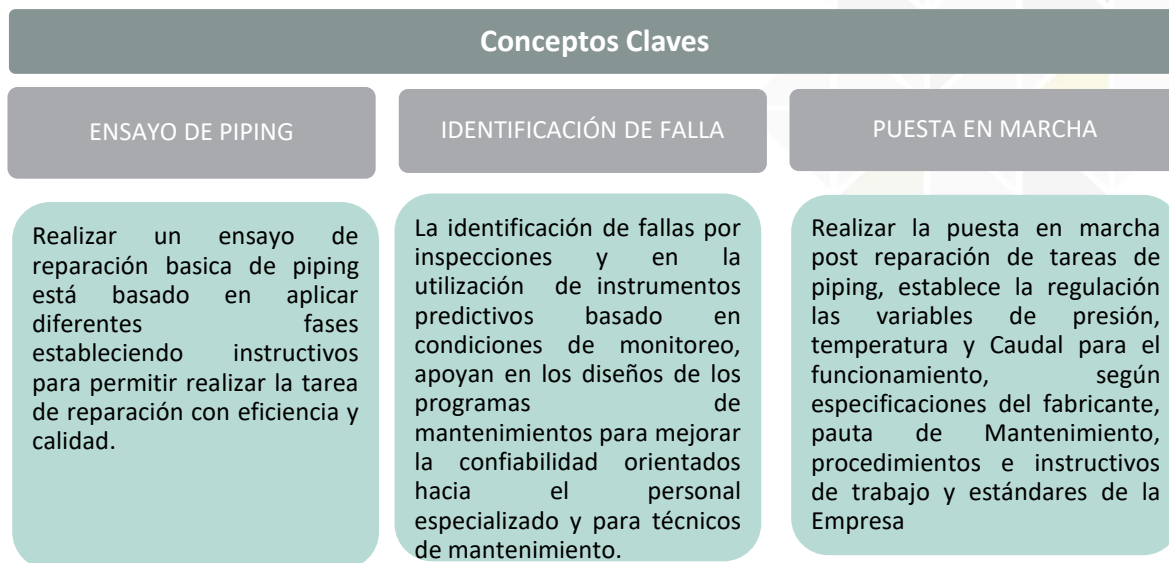 Conceptos Claves
ENSAYO DE PIPING
Realizar un ensayo de
reparación basica de piping
está basado en aplicar
diferentes fases
estableciendo instructivos
para permitir realizar la tarea
de reparación con eficiencia y
calidad.
IDENTIFICACIÓN DE FALLA
La identificación de fallas por
inspecciones y en la
utilización de instrumentos
predictivos basado en
condiciones de monitoreo,
apoyan en los diseños de los
programas de
mantenimientos para mejorar
la confiabilidad orientados
hacia el personal
especializado y para técnicos
de mantenimiento.
PUESTA EN MARCHA
Realizar la puesta en marcha
post reparación de tareas de
piping, establece la regulación
las variables de presión,
temperatura y Caudal para el
funcionamiento, según
especificaciones del fabricante,
pauta de Mantenimiento,
procedimientos e instructivos
de trabajo y estándares de la
Empresa